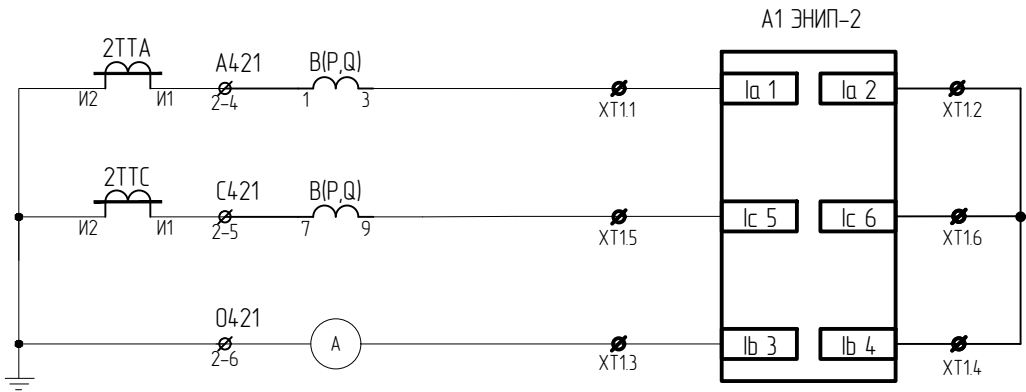 А1 ЭНИП-2
2ТТА
А421
В(P,Q)
И2
И1
2-4
1
3
XT1.1
Ia 1
Ia 2
XT1.2
2ТТС
С421
В(P,Q)
И2
И1
2-5
7
9
XT1.5
Ic 5
Ic 6
XT1.6
О421
2-6
А
XT1.3
Ib 3
Ib 4
XT1.4